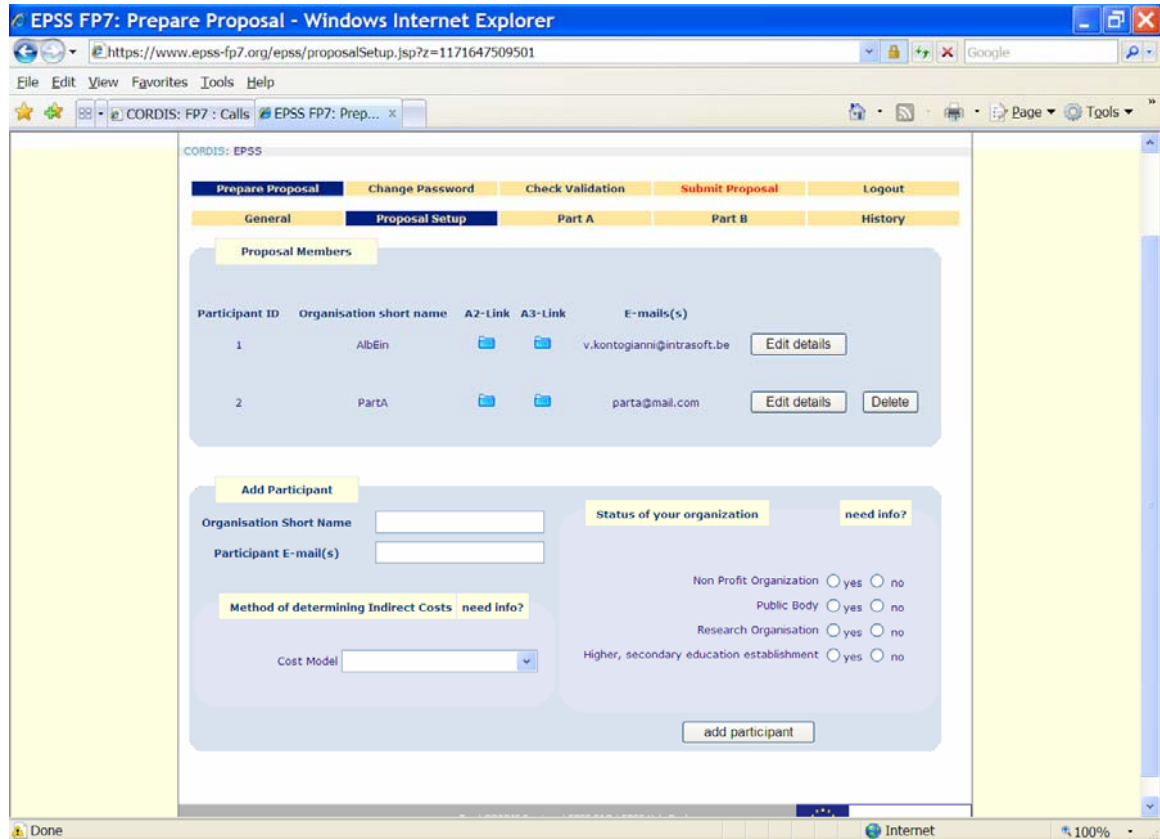 EPSS FP7: Prepare Proposal - Windows Internet Explorer
https://www.epss-fp7.org/epss/proposalSetup.jsp?z=1171647509501
Google
File Edit View Favorites Tools Help
CORDIS: FP7 : Calls EPSS FP7: Prep... x Page Tools »
CORDIS: EPSS
Prepare Proposal Change Password Check Validation Submit Proposal Logout
General Proposal Setup Part A Part B History
Proposal Members
Participant ID Organisation short name A2-Link A3-Link E-mails(s)
1 AlbEin v.kontogianni@intrasoft.be Edit details
2 PartA parta@mail.com Edit details Delete
Add Participant
Status of your organization need info?
Organisation Short Name
Participant E-mail(s)
Non Profit Organization yes no
Method of determining Indirect Costs need info?
Public Body yes no
Research Organisation yes no
Cost Model
Higher, secondary education establishment yes no
add participant
Done Internet 100%